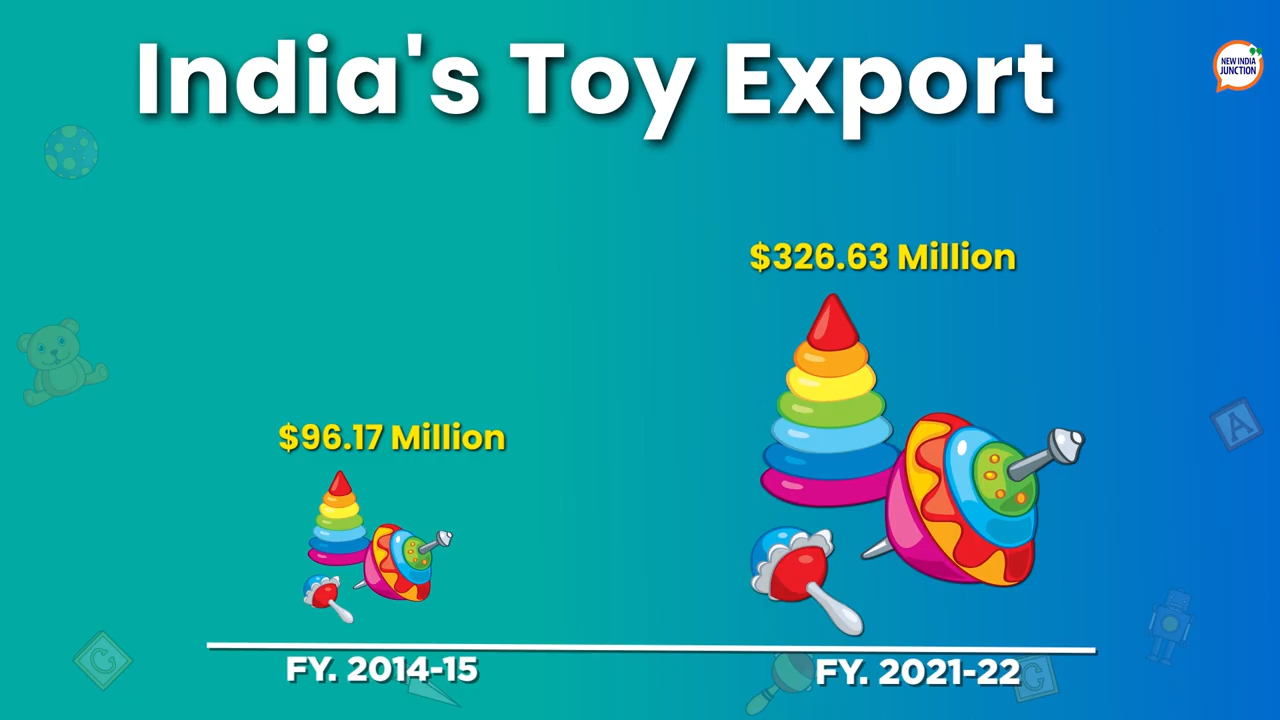 India's Toy Export
NEW INDIA
JUNCTION
$326.63 Million
$96.17 Million
A
C
C
FY. 2014-15
FY. 2021-22